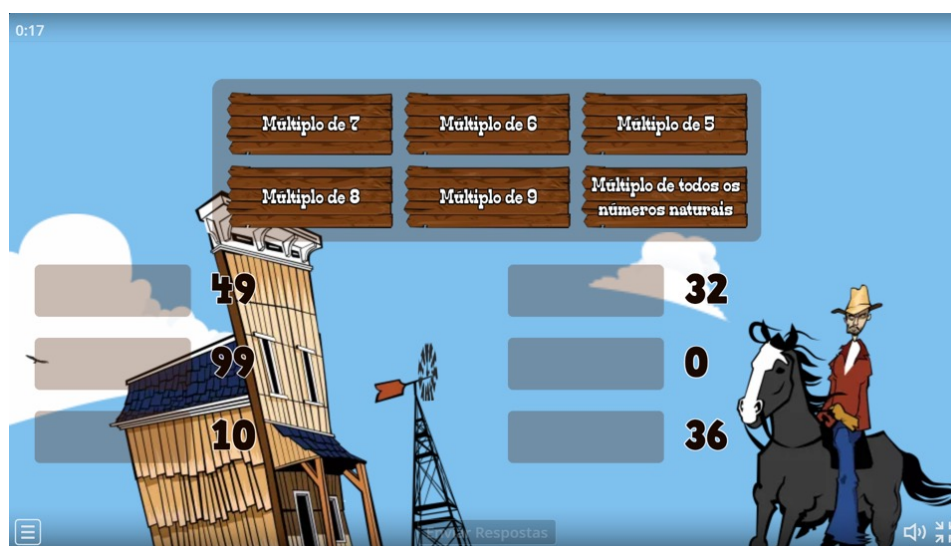 0:17
Múltiplo de 7
Múltiplo de 6
Múltiplo de 5
Múltiplo de 8
Múltiplo de 9
Múltiplo de todos os
números naturais
49
32
99
0
10
36
Enviar Respostas